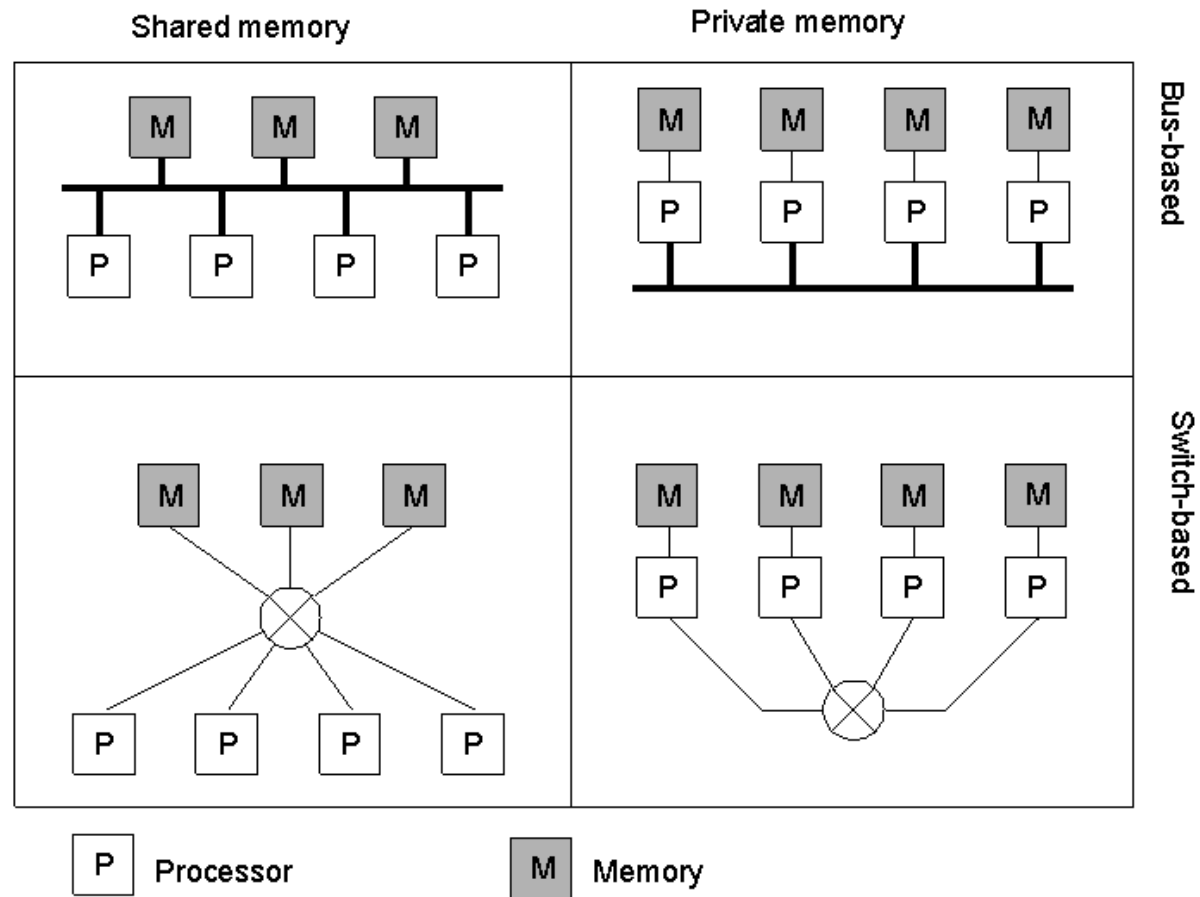 Shared memory
Private memory
M M M
M M M M
P P P P
P P P P
Bus-based
M M M
M M M M
P P P P
P P P P
Switch-based
P Processor
M Memory